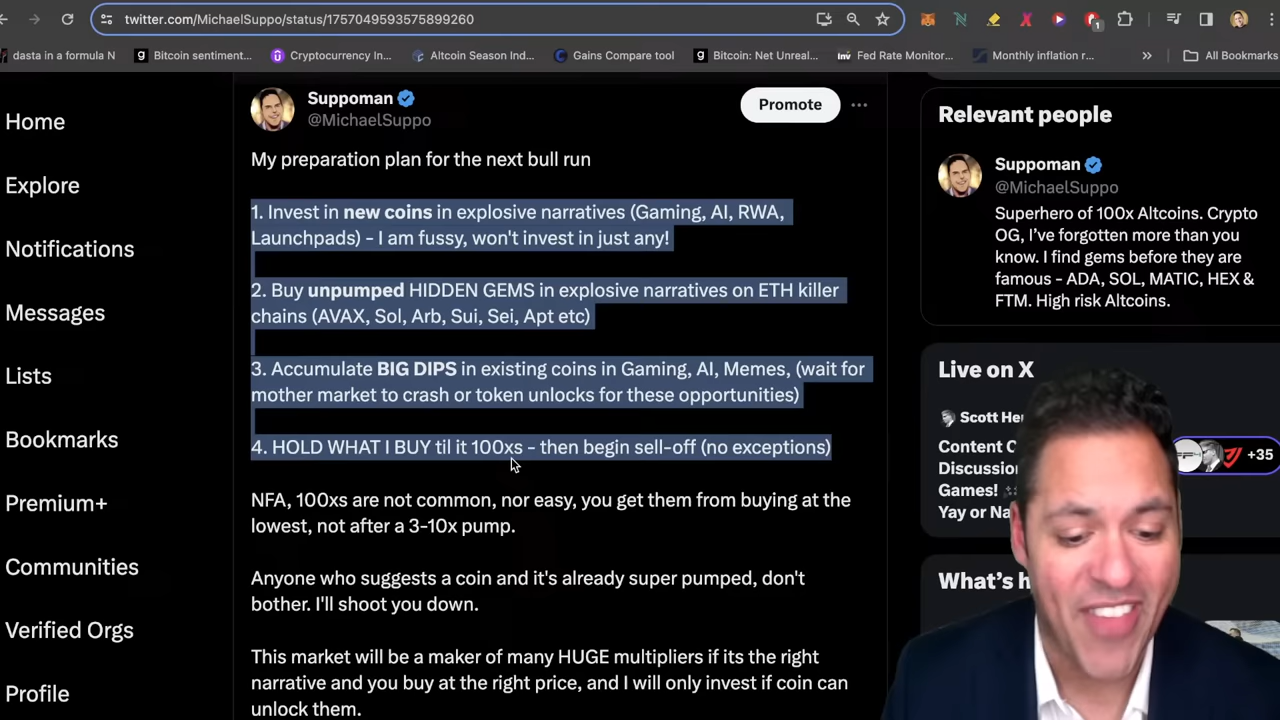 twitter.com/MichaelSuppo/status/1757049593575899260
dasta in a formula N
Bitcoin sentiment...
Cryptocurrency In...
Altcoin Season Ind...
Gains Compare tool
Bitcoin: Net Unreal...
Fed Rate Monitor...
Monthly inflation r...
All Bookmarks
Home
Explore
Notifications
Messages
Lists
Bookmarks
Premium+
Communities
Verified Orgs
Profile
Suppoman
@MichaelSuppo
Promote
My preparation plan for the next bull run
1. Invest in new coins in explosive narratives (Gaming, AI, RWA,
Launchpads) - I am fussy, won't invest in just any!
2. Buy unpumped HIDDEN GEMS in explosive narratives on ETH killer
chains (AVAX, Sol, Arb, Sui, Sei, Apt etc)
3. Accumulate BIG DIPS in existing coins in Gaming, AI, Memes, (wait for
mother market to crash or token unlocks for these opportunities)
4. HOLD WHAT I BUY til it 100xs - then begin sell-off (no exceptions)
NFA, 100xs are not common, nor easy, you get them from buying at the
lowest, not after a 3-10x pump.
Anyone who suggests a coin and it's already super pumped, don't
bother. I'll shoot you down.
This market will be a maker of many HUGE multipliers if its the right
narrative and you buy at the right price, and I will only invest if coin can
unlock them.
Relevant people
Suppoman
@MichaelSuppo
Superhero of 100x Altcoins. Crypto
OG, I've forgotten more than you
know. I find gems before they are
famous - ADA, SOL, MATIC, HEX &
FTM. High risk Altcoins.
Live on X
Scott He
Content C
Discussion
Games!
Yay or Na
+35
What's h